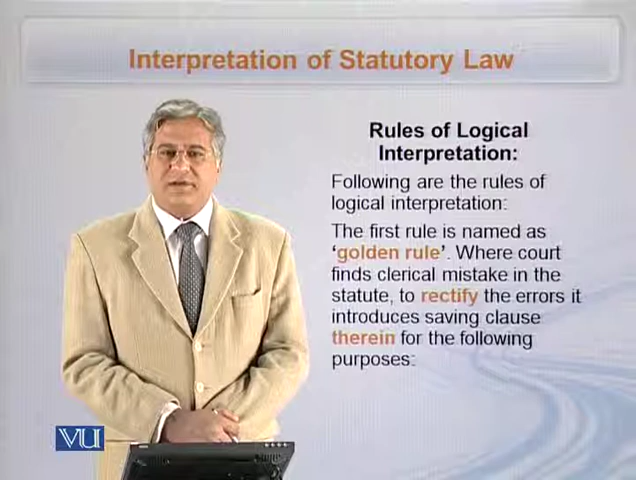 Interpretation of Statutory Law
Rules of Logical
Interpretation:
Following are the rules of
logical interpretation:
The first rule is named as
‘golden rule’. Where court
finds clerical mistake in the
statute, to rectify the errors it
introduces saving clause
therein for the following
purposes:
VU